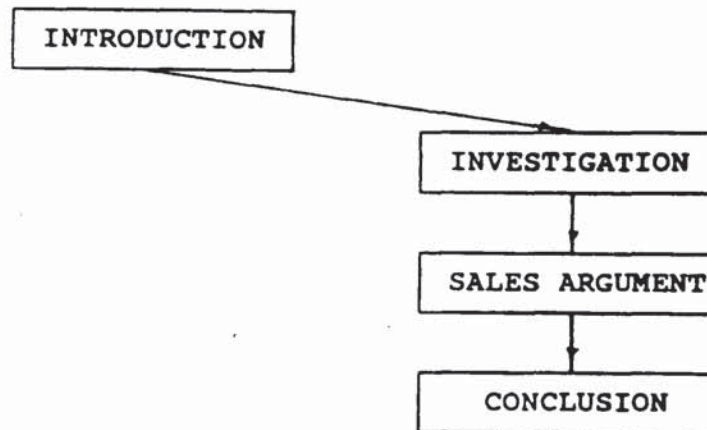 INTRODUCTION
INVESTIGATION
SALES ARGUMENT
CONCLUSION